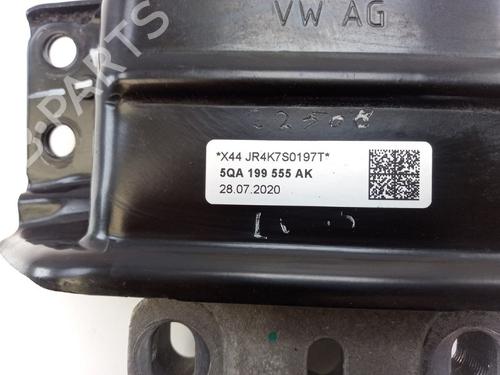 VW AG
*X44 JR4K7S0197T*
5QA 199 555 AK
28.07.2020